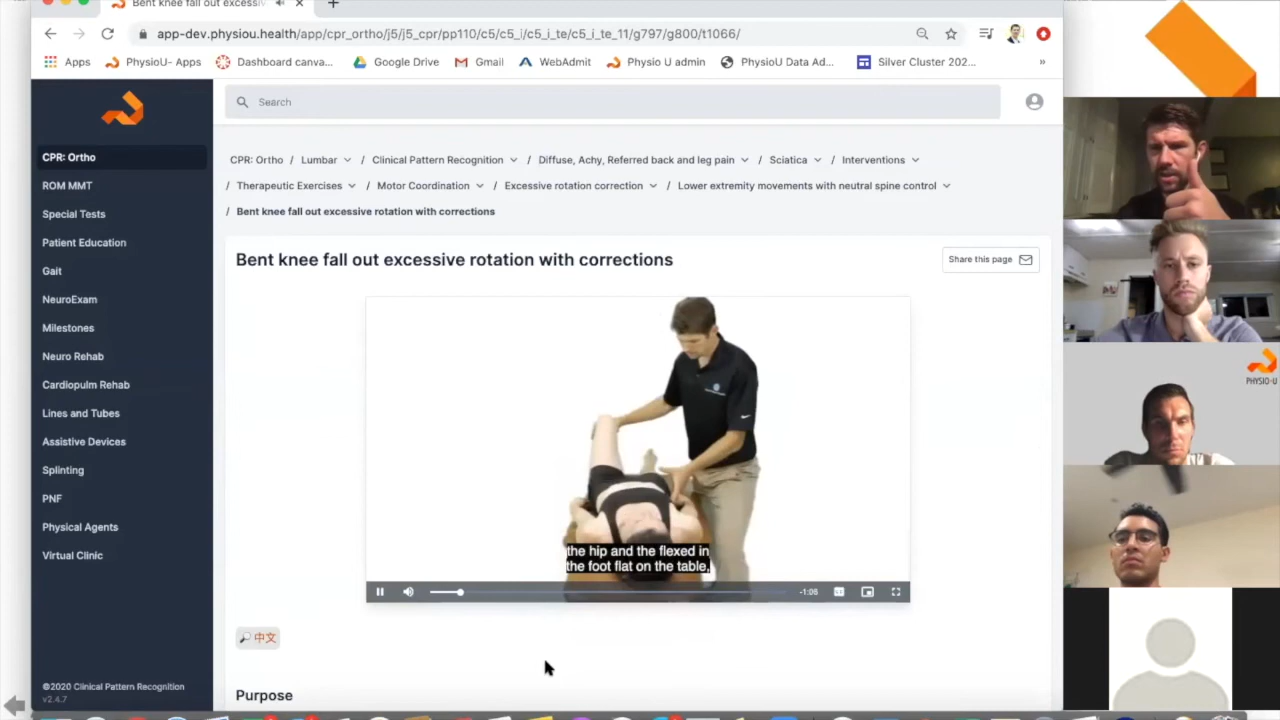 Bent knee fall out excessiv
app-dev.physiou.health/app/cpr_ortho/j5/j5_cpr/pp110/c5/c5_i/c5_i_te/c5_i_te_11/g797/g800/t1066/
Apps PhysioU- Apps Dashboard canva... Google Drive Gmail WebAdmit Physio U admin PhysioU Data Ad... Silver Cluster 202... »
Search
CPR: Ortho
ROM MMT
Special Tests
Patient Education
Gait
NeuroExam
Milestones
Neuro Rehab
Cardiopulm Rehab
Lines and Tubes
Assistive Devices
Splinting
PNF
Physical Agents
Virtual Clinic
©2020 Clinical Pattern Recognition
v2.4.7
CPR: Ortho / Lumbar / Clinical Pattern Recognition / Diffuse, Achy, Referred back and leg pain / Sciatica / Interventions
/ Therapeutic Exercises / Motor Coordination / Excessive rotation correction / Lower extremity movements with neutral spine control
/ Bent knee fall out excessive rotation with corrections
Bent knee fall out excessive rotation with corrections
Share this page
the hip and the flexed in
the foot flat on the table,
-1:08
中文
Purpose
PHYSIO-U